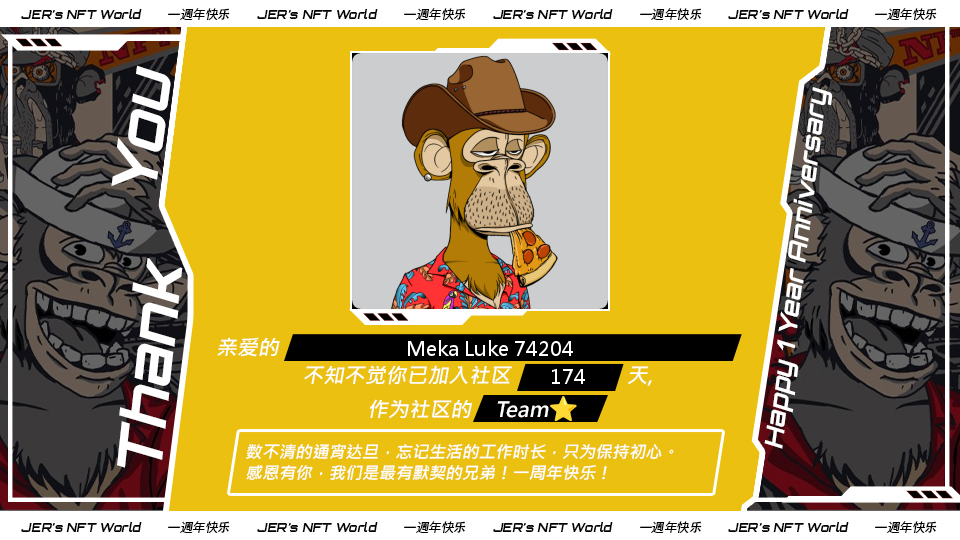 JER's NFT World 一週年快乐 JER's NFT World 一週年快乐 JER's NFT World 一週年快乐 JER's NFT World 一週年快乐
Thank You
Happy 1 Year Anniversary
亲爱的 Meka Luke 74204
不知不觉你已加入社区 174 天,
作为社区的 Team⭐
数不清的通宵达旦，忘记生活的工作时长，只为保持初心。
感恩有你，我们是最有默契的兄弟！一周年快乐！
JER's NFT World 一週年快乐 JER's NFT World 一週年快乐 JER's NFT World 一週年快乐 JER's NFT World 一週年快乐